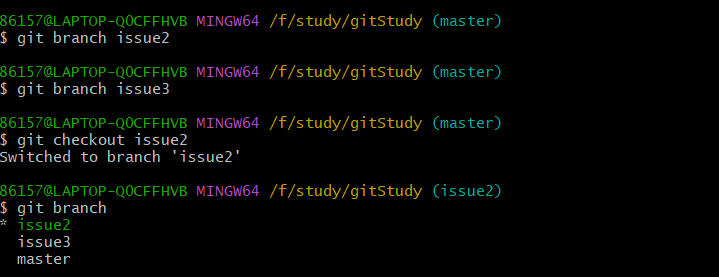 86157@LAPTOP-Q0CFFHVB MINGW64 /f/study/gitStudy (master)
$ git branch issue2
86157@LAPTOP-Q0CFFHVB MINGW64 /f/study/gitStudy (master)
$ git branch issue3
86157@LAPTOP-Q0CFFHVB MINGW64 /f/study/gitStudy (master)
$ git checkout issue2
Switched to branch 'issue2'
86157@LAPTOP-Q0CFFHVB MINGW64 /f/study/gitStudy (issue2)
$ git branch
* issue2
  issue3
  master